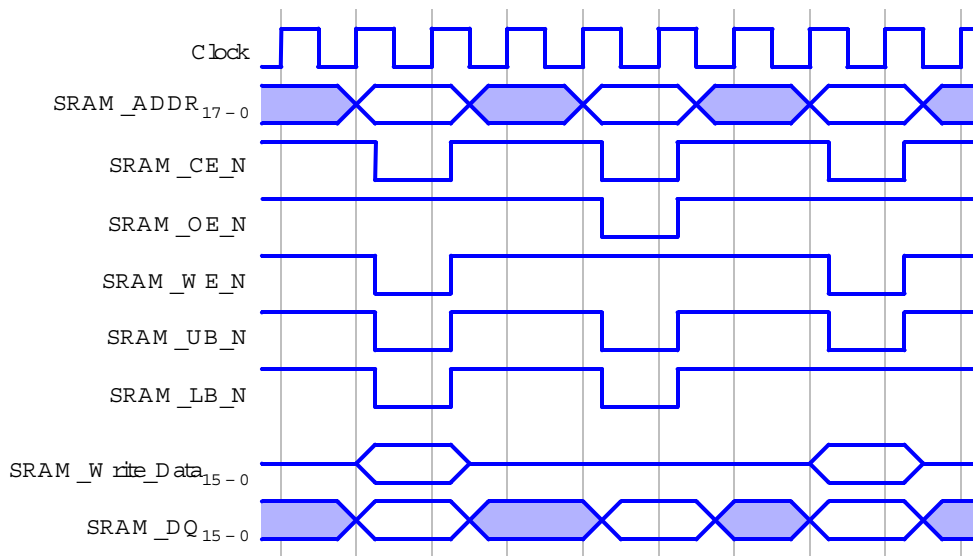 Clock
SRAM_ADDR17-0
SRAM_CE_N
SRAM_OE_N
SRAM_WE_N
SRAM_UB_N
SRAM_LB_N
SRAM_Write_Data15-0
SRAM_DQ15-0